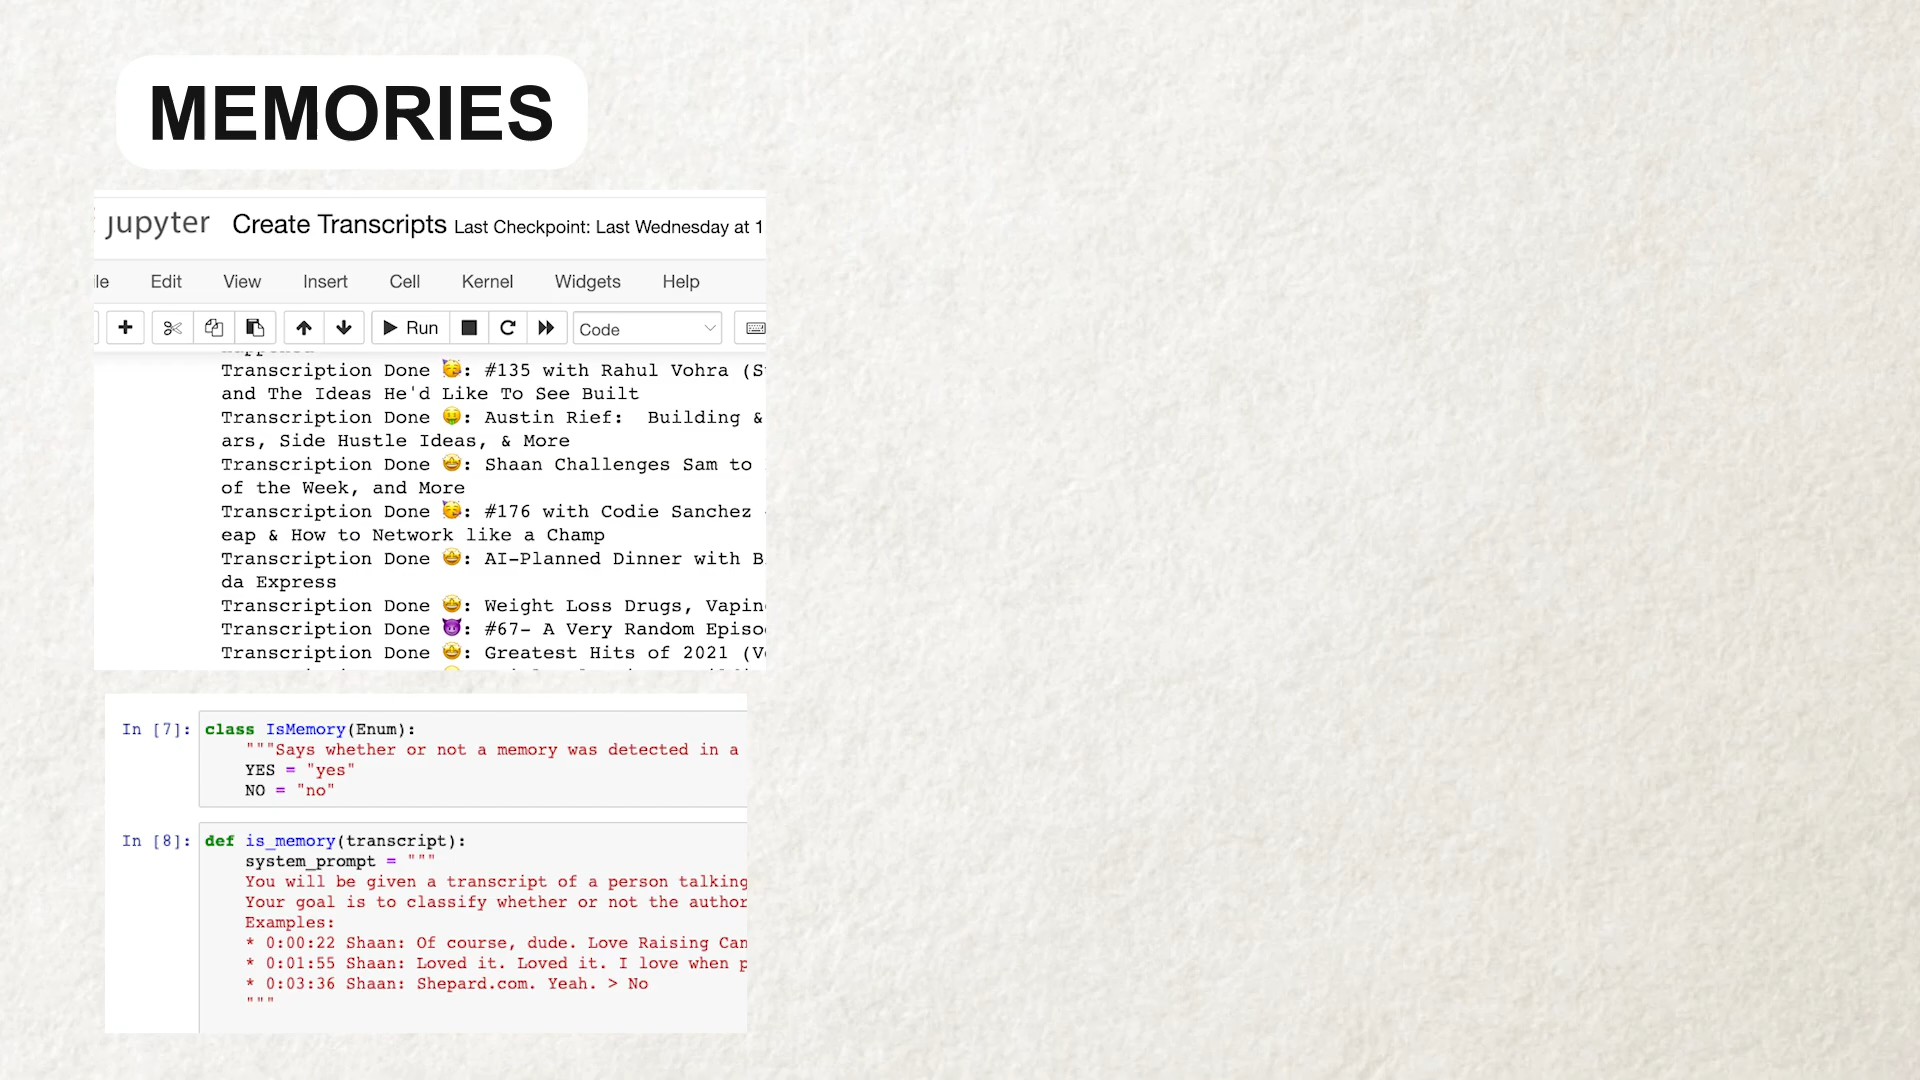 MEMORIES
jupyter Create Transcripts Last Checkpoint: Last Wednesday at 1
Edit View Insert Cell Kernel Widgets Help
Run Code
happened
Transcription Done 🥳: #135 with Rahul Vohra (S
and The Ideas He'd Like To See Built
Transcription Done 🤑: Austin Rief: Building &
ars, Side Hustle Ideas, & More
Transcription Done 🤩: Shaan Challenges Sam to
of the Week, and More
Transcription Done 🥳: #176 with Codie Sanchez
eap & How to Network like a Champ
Transcription Done 🤩: AI-Planned Dinner with B
da Express
Transcription Done 🤩: Weight Loss Drugs, Vapin
Transcription Done 😈: #67- A Very Random Episo
Transcription Done 🤩: Greatest Hits of 2021 (V
In [7]: class IsMemory(Enum):
"""Says whether or not a memory was detected in a
YES = "yes"
NO = "no"
In [8]: def is_memory(transcript):
system_prompt = """
You will be given a transcript of a person talking
Your goal is to classify whether or not the author
Examples:
* 0:00:22 Shaan: Of course, dude. Love Raising Can
* 0:01:55 Shaan: Loved it. Loved it. I love when p
* 0:03:36 Shaan: Shepard.com. Yeah. > No
"""